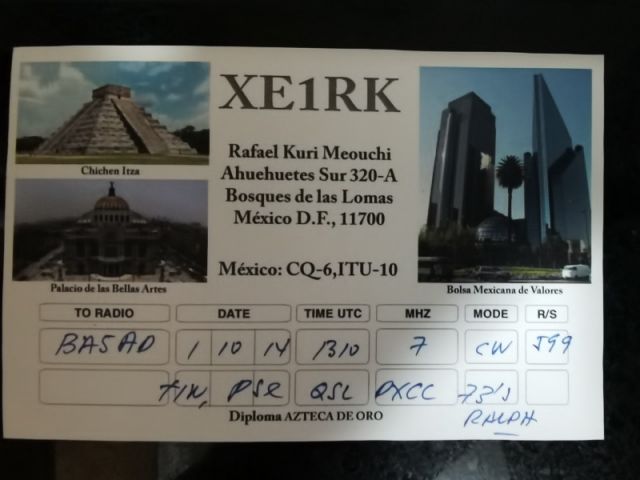 XE1RK
Rafael Kuri Meouchi
Ahuehuetes Sur 320-A
Bosques de las Lomas
México D.F., 11700
México: CQ-6,ITU-10
Chichen Itza
Palacio de las Bellas Artes
Bolsa Mexicana de Valores
TO RADIO DATE TIME UTC MHZ MODE R/S
BA5AD 1 10 14 1310 7 CW 599
PSE QSL DXCC 73's
Diploma AZTECA DE ORO
RALPH